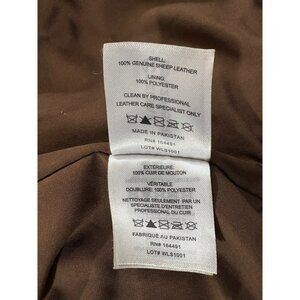 SHELL:
100% GENUINE SHEEP LEATHER
LINING:
100% POLYESTER
CLEAN BY PROFESSIONAL
LEATHER CARE SPECIALIST ONLY
MADE IN PAKISTAN
RN# 164491
LOT# WLS1001
EXTÉRIEURE:
100% CUIR DE MOUTON
VÉRITABLE
DOUBLURE: 100% POLYESTER
NETTOYAGE SEULEMENT PAR UN
SPÉCIALISTE D'ENTRETIEN
PROFESSIONNEL DU CUIR
FABRIQUÉ AU PAKISTAN
RN# 164491
LOT# WLS1001